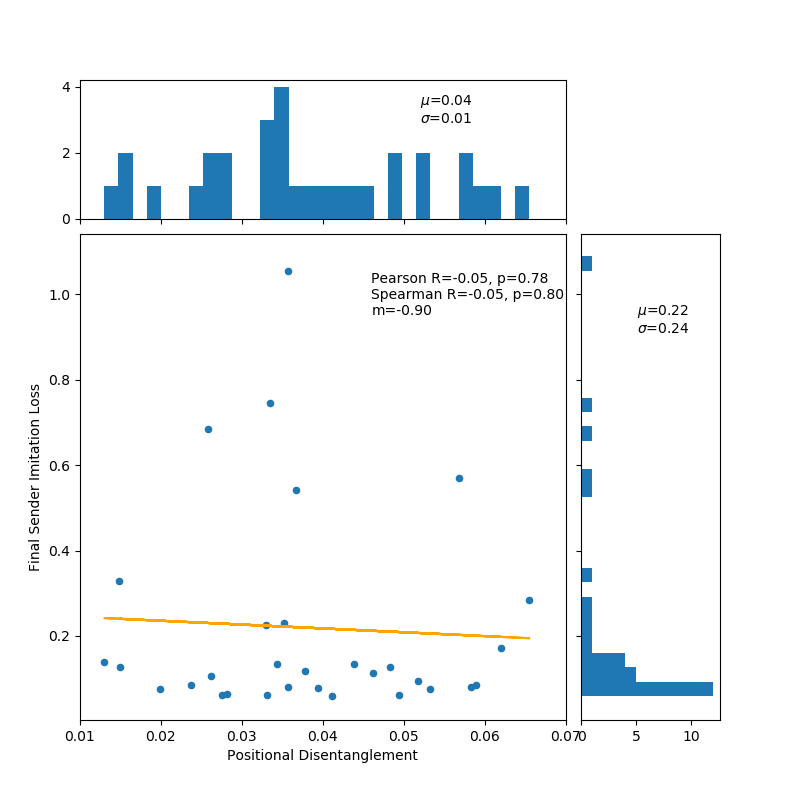 4
2
0
μ=0.04
σ=0.01
Pearson R=-0.05, p=0.78
Spearman R=-0.05, p=0.80
m=-0.90
μ=0.22
σ=0.24
1.0
0.8
0.6
0.4
0.2
Final Sender Imitation Loss
0.01 0.02 0.03 0.04 0.05 0.06 0.07
0 5 10
Positional Disentanglement